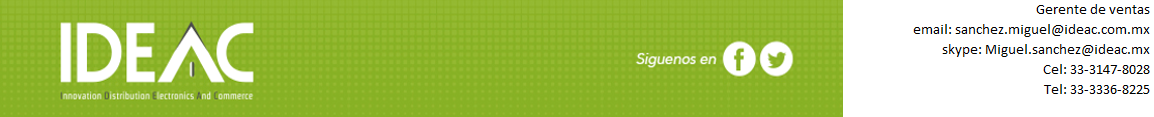 IDEAC
Innovation Distribution Electronics And Commerce
Síguenos en
Gerente de ventas
email: sanchez.miguel@ideac.com.mx
skype: Miguel.sanchez@ideac.mx
Cel: 33-3147-8028
Tel: 33-3336-8225